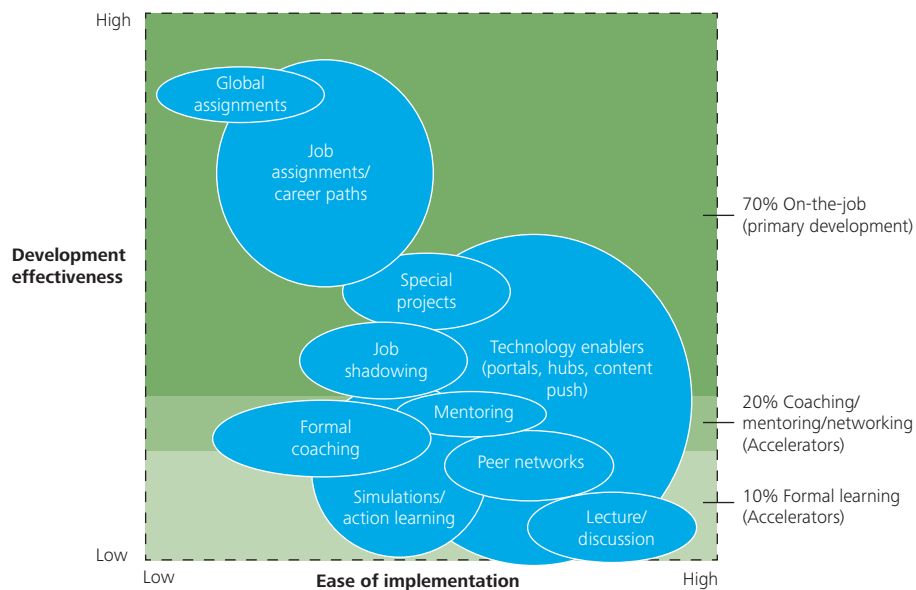 High
Global
assignments
Job
assignments/
career paths
70% On-the-job
(primary development)
Development
effectiveness
Special
projects
Job
shadowing
Technology enablers
(portals, hubs, content
push)
Mentoring
20% Coaching/
mentoring/networking
(Accelerators)
Formal
coaching
Peer networks
Simulations/
action learning
10% Formal learning
(Accelerators)
Lecture/
discussion
Low
Low
Ease of implementation
High